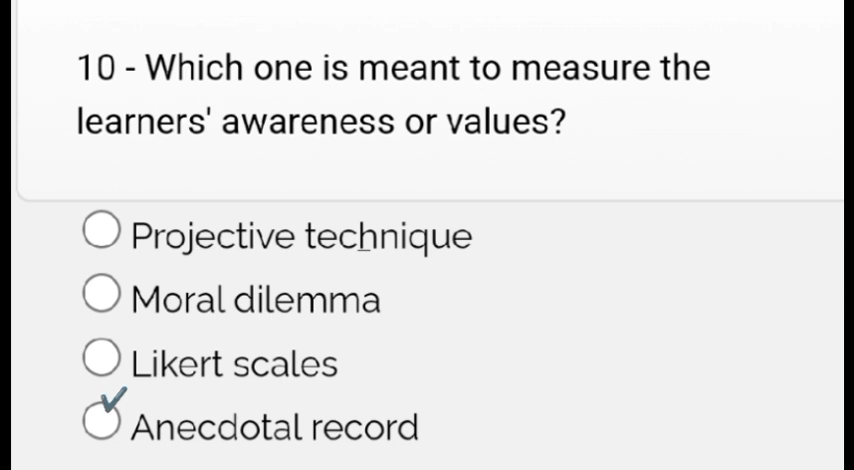 10 - Which one is meant to measure the
learners' awareness or values?
Projective technique
Moral dilemma
Likert scales
Anecdotal record